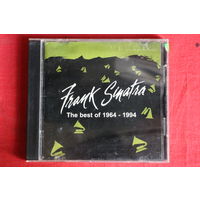 Frank Sinatra
The best of 1964 - 1994